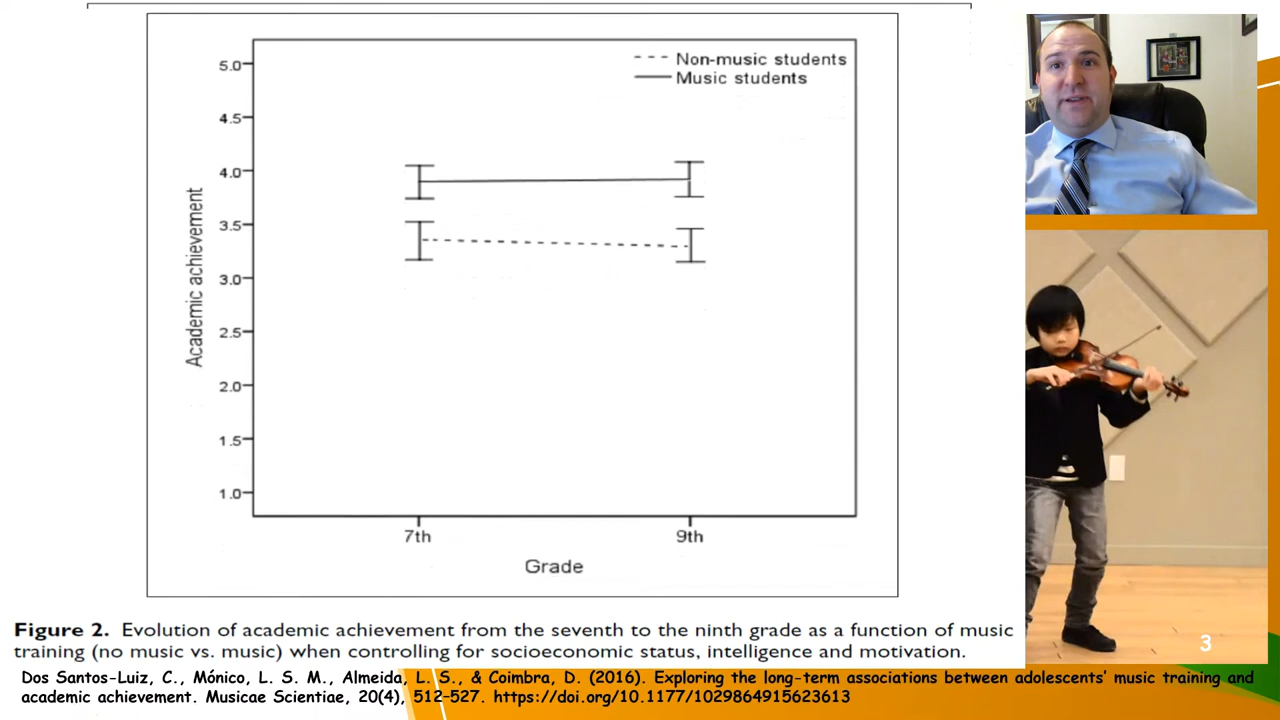 Non-music students
Music students
5.0
4.5
4.0
3.5
3.0
2.5
2.0
1.5
1.0
Academic achievement
7th
9th
Grade
Figure 2. Evolution of academic achievement from the seventh to the ninth grade as a function of music
training (no music vs. music) when controlling for socioeconomic status, intelligence and motivation.
3
Dos Santos-Luiz, C., Mónico, L. S. M., Almeida, L. S., & Coimbra, D. (2016). Exploring the long-term associations between adolescents' music training and
academic achievement. Musicae Scientiae, 20(4), 512-527. https://doi.org/10.1177/1029864915623613